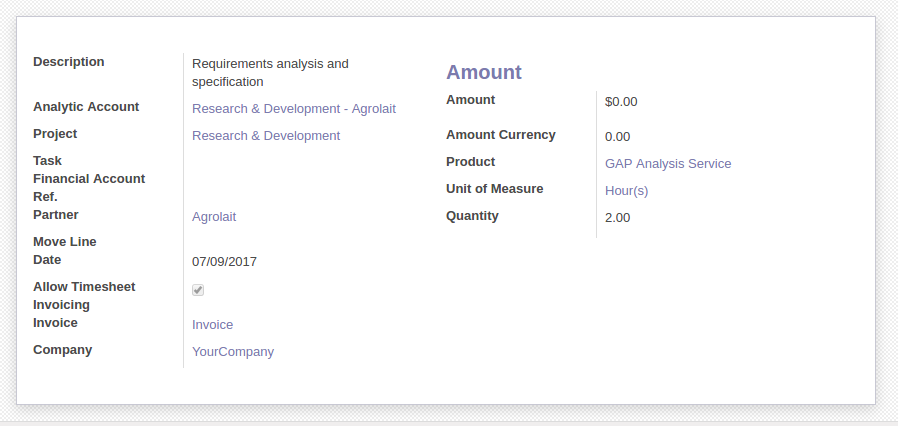 Description
Requirements analysis and
specification
Analytic Account
Research & Development - Agrolait
Project
Research & Development
Task
Financial Account
Ref.
Partner
Agrolait
Move Line
Date
07/09/2017
Allow Timesheet
Invoicing
Invoice
Invoice
Company
YourCompany
Amount
Amount
$0.00
Amount Currency
0.00
Product
GAP Analysis Service
Unit of Measure
Hour(s)
Quantity
2.00